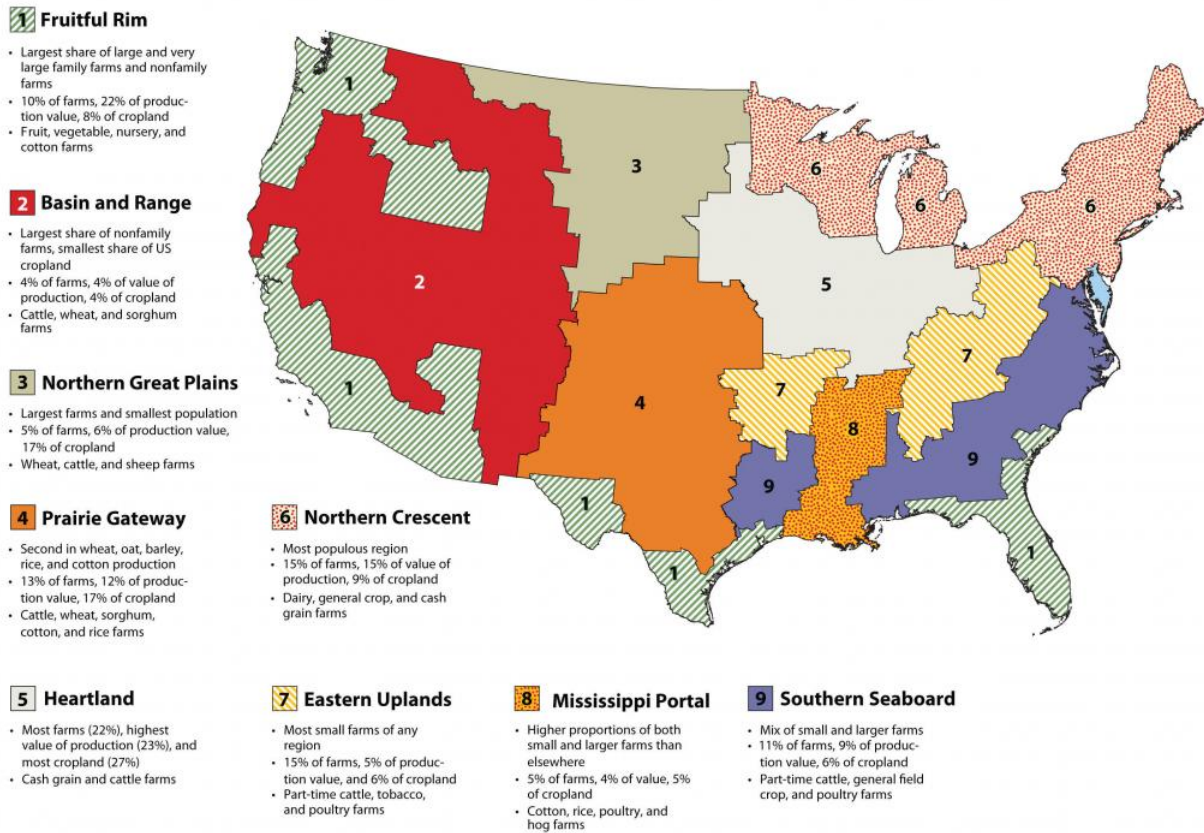 1 Fruitful Rim
• Largest share of large and very
large family farms and nonfamily
farms
• 10% of farms, 22% of produc-
tion value, 8% of cropland
• Fruit, vegetable, nursery, and
cotton farms
2 Basin and Range
• Largest share of nonfamily
farms, smallest share of US
cropland
• 4% of farms, 4% of value of
production, 4% of cropland
• Cattle, wheat, and sorghum
farms
3 Northern Great Plains
• Largest farms and smallest population
• 5% of farms, 6% of production value,
17% of cropland
• Wheat, cattle, and sheep farms
4 Prairie Gateway
• Second in wheat, oat, barley,
rice, and cotton production
• 13% of farms, 12% of produc-
tion value, 17% of cropland
• Cattle, wheat, sorghum,
cotton, and rice farms
6 Northern Crescent
• Most populous region
• 15% of farms, 15% of value of
production, 9% of cropland
• Dairy, general crop, and cash
grain farms
5 Heartland
• Most farms (22%), highest
value of production (23%), and
most cropland (27%)
• Cash grain and cattle farms
7 Eastern Uplands
• Most small farms of any
region
• 15% of farms, 5% of produc-
tion value, and 6% of cropland
• Part-time cattle, tobacco,
and poultry farms
8 Mississippi Portal
• Higher proportions of both
small and larger farms than
elsewhere
• 5% of farms, 4% of value, 5%
of cropland
• Cotton, rice, poultry, and
hog farms
9 Southern Seaboard
• Mix of small and larger farms
• 11% of farms, 9% of produc-
tion value, 6% of cropland
• Part-time cattle, general field
crop, and poultry farms
1
3
6
6
6
2
5
7
1
4
7
8
9
9
1
1
1